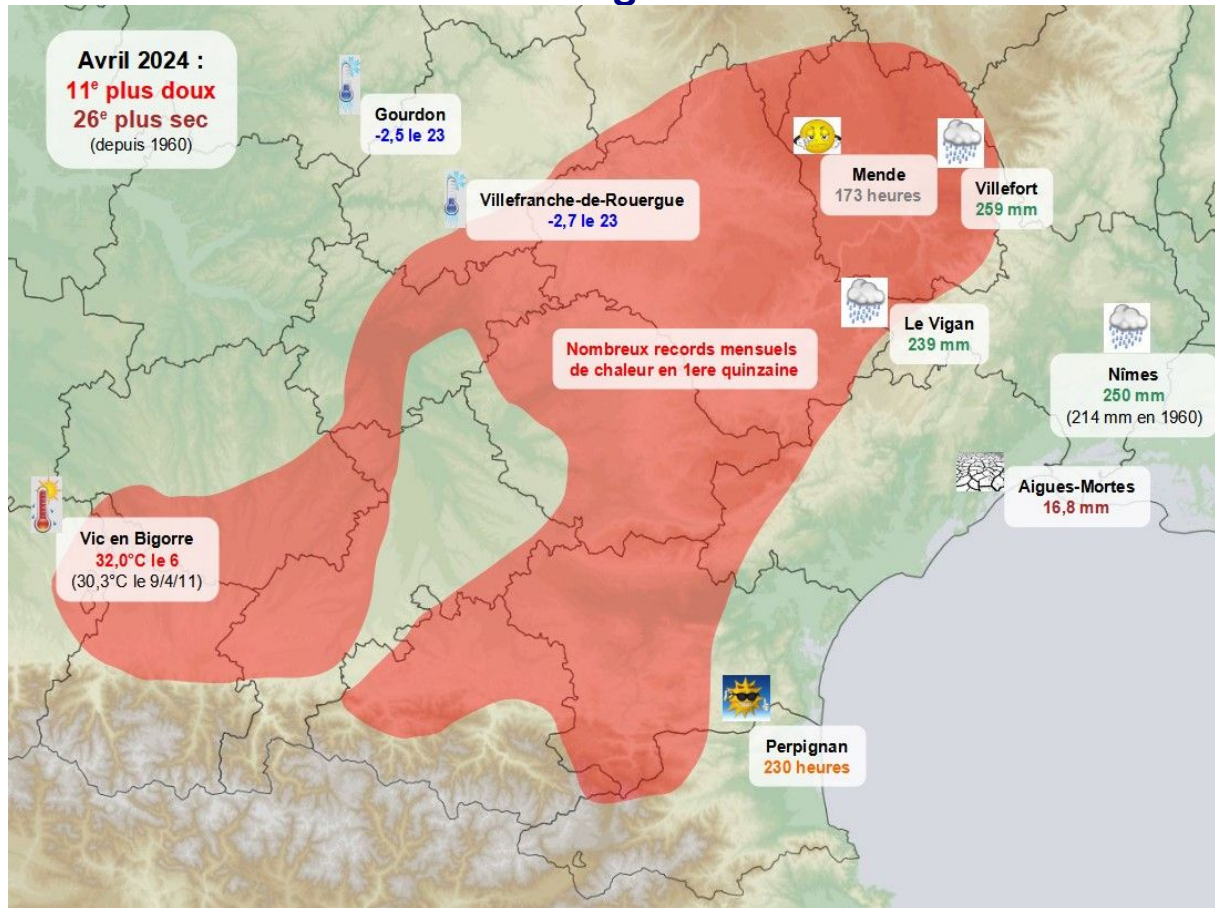 Avril 2024 :
11e plus doux
26e plus sec
(depuis 1960)
Gourdon
-2,5 le 23
Villefranche-de-Rouergue
-2,7 le 23
Mende
173 heures
Villefort
259 mm
Le Vigan
239 mm
Nombreux records mensuels
de chaleur en 1ere quinzaine
Nîmes
250 mm
(214 mm en 1960)
Aigues-Mortes
16,8 mm
Vic en Bigorre
32,0°C le 6
(30,3°C le 9/4/11)
Perpignan
230 heures